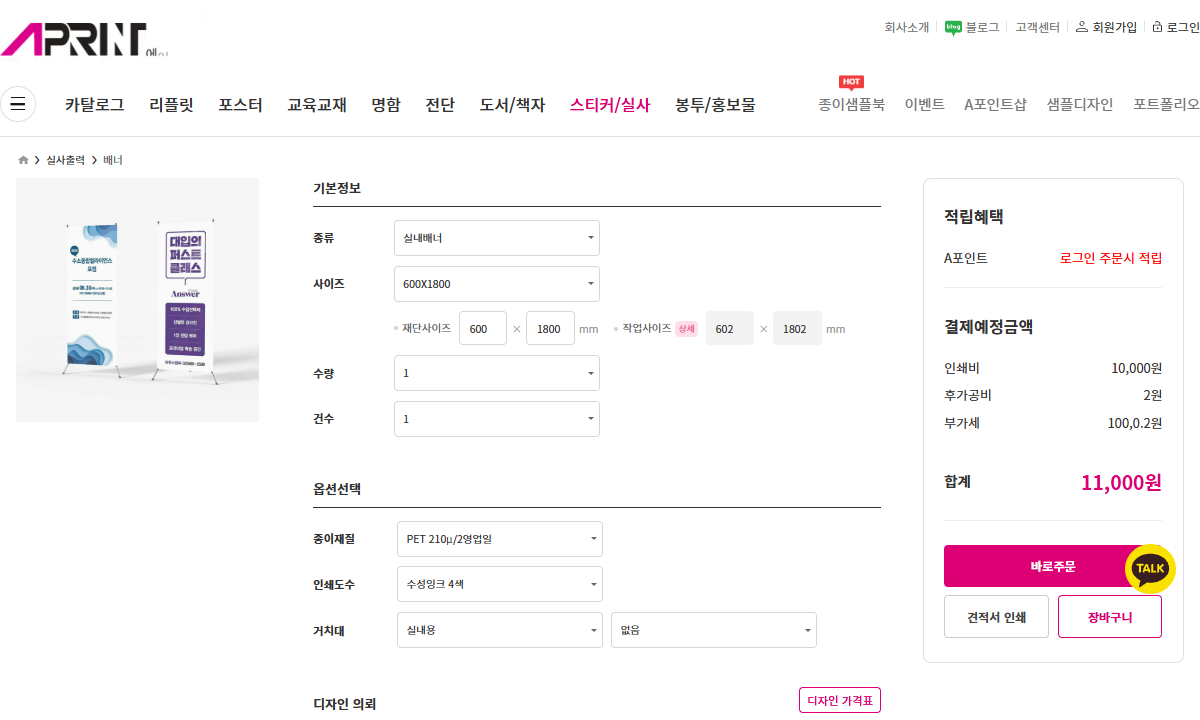 APRINT
회사소개 blog 블로그 고객센터 회원가입 로그인
HOT
카탈로그 리플릿 포스터 교육교재 명함 전단 도서/책자 스티커/실사 봉투/홍보물 종이샘플북 이벤트 A포인트샵 샘플디자인 포트폴리오
실사출력 배너
대입의
퍼스트
클래스
Answer
기본정보
종류 실내배너
사이즈 600X1800
재단사이즈 600 × 1800 mm 작업사이즈 상세 602 × 1802 mm
수량 1
건수 1
옵션선택
종이재질 PET 210μ/2영업일
인쇄도수 수성잉크 4색
거치대 실내용 없음
디자인 의뢰 디자인 가격표
적립혜택
A포인트 로그인 주문시 적립
결제예정금액
인쇄비 10,000원
후가공비 2원
부가세 100,0.2원
합계 11,000원
바로주문
TALK
견적서 인쇄 장바구니